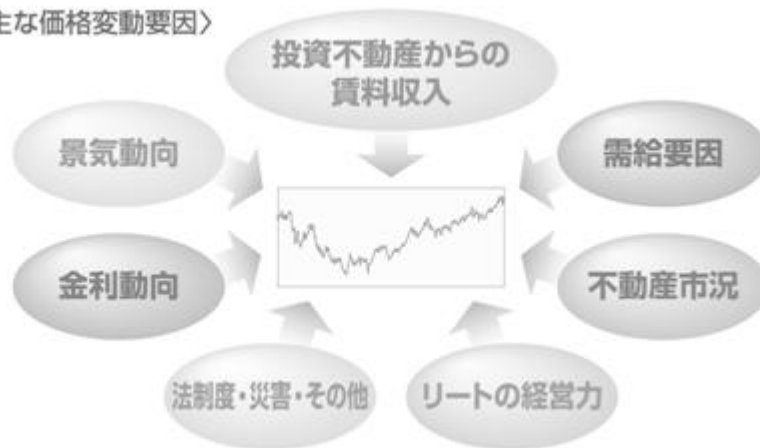 主な価格変動要因〉
投資不動産からの
賃料収入
景気動向
需給要因
金利動向
不動産市況
法制度・災害・その他
リートの経営力